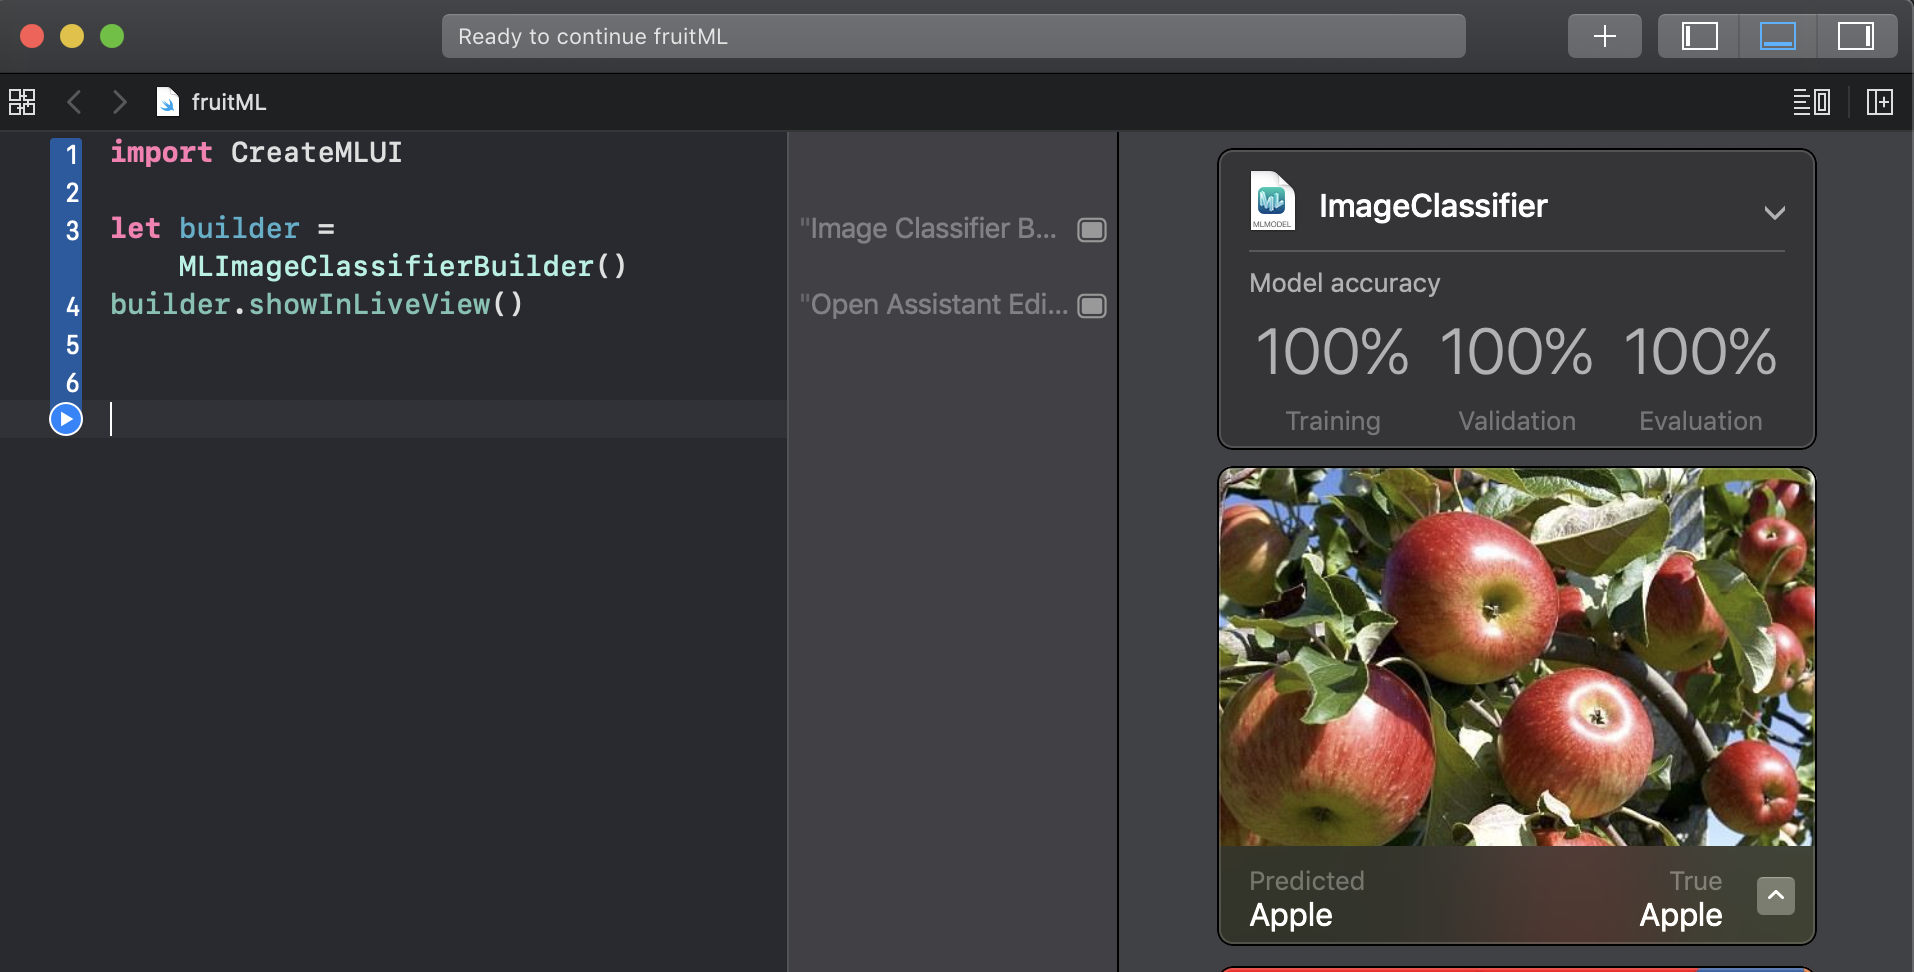 Ready to continue fruitML
fruitML
1 import CreateMLUI
2
3 let builder =
MLImageClassifierBuilder()
4 builder.showInLiveView()
5
6
"Image Classifier B...
"Open Assistant Edi...
MLMODEL
ImageClassifier
Model accuracy
100% 100% 100%
Training Validation Evaluation
Predicted True
Apple Apple